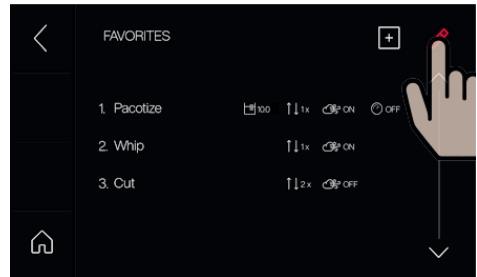 FAVORITES
1. Pacotize 100 1x ON OFF
2. Whip 1x ON
3. Cut 2x OFF